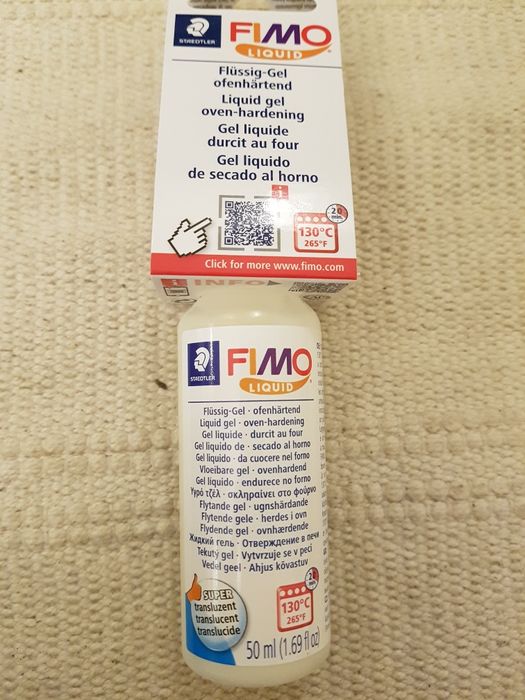 STAEDTLER
FIMO
LIQUID
Flüssig-Gel
ofenhärtend
Liquid gel
oven-hardening
Gel liquide
durcit au four
Gel liquido
de secado al horno
20
min.
130°C
265°F
Click for more www.fimo.com
INFO
STAEDTLER
FIMO
LIQUID
Flüssig-Gel · ofenhärtend
Liquid gel · oven-hardening
Gel liquide · durcit au four
Gel líquido de · secado al horno
Gel liquido · da cuocere nel forno
Vloeibare gel · ovenhardend
Gel líquido · endurece no forno
Υγρό τζέλ · σκληραίνει στο φούρνο
Flytande gel · ugnshärdande
Flytende gele · herdes i ovn
Flydende gel · ovnhærdende
Жидкий гель · Отверждение в печи
Tekutý gel · Vytvrzuje se v peci
Vedel geel · Ahjus kõvastuv
SUPER
transluzent
translucent
translucide
130°C
265°F
50 ml (1.69 fl oz)